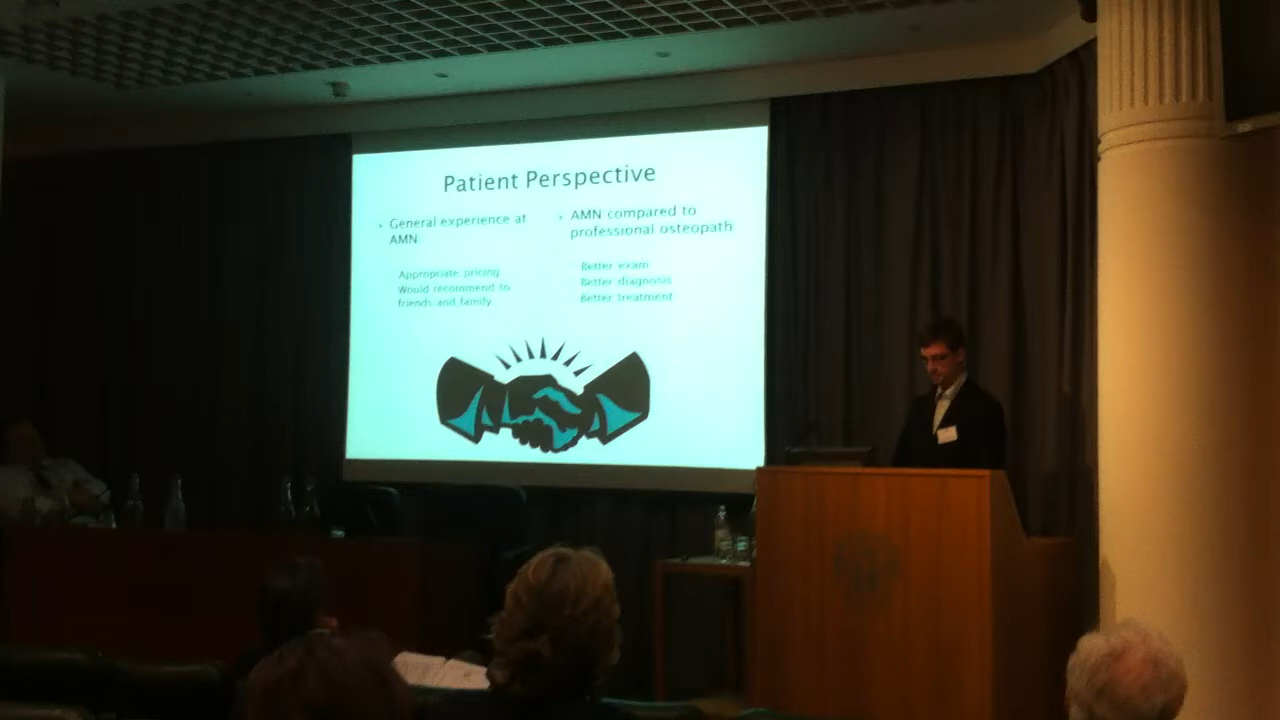 Patient Perspective
General experience at
AMN
Appropriate pricing
Would recommend to
friends and family
AMN compared to
professional osteopath
Better exam
Better diagnosis
Better treatment